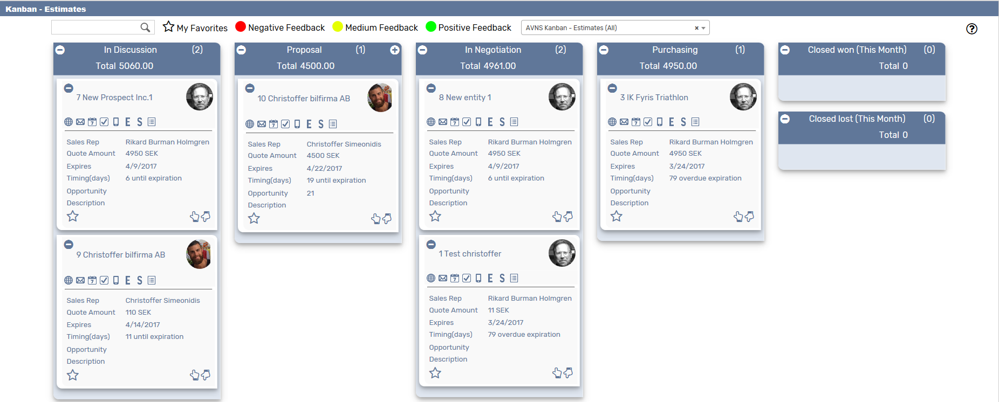 Kanban - Estimates
My Favorites Negative Feedback Medium Feedback Positive Feedback AVNS Kanban - Estimates (All) × ?
In Discussion (2)
Total 5060.00
7 New Prospect Inc.1
7 E S
Sales Rep Rikard Burman Holmgren
Quote Amount 4950 SEK
Expires 4/9/2017
Timing(days) 6 until expiration
Opportunity
Description
9 Christoffer bilfirma AB
7 E S
Sales Rep Christoffer Simeonidis
Quote Amount 110 SEK
Expires 4/14/2017
Timing(days) 11 until expiration
Opportunity
Description
Proposal (1)
Total 4500.00
10 Christoffer bilfirma AB
7 E S
Sales Rep Christoffer Simeonidis
Quote Amount 4500 SEK
Expires 4/22/2017
Timing(days) 19 until expiration
Opportunity 21
Description
In Negotiation (2)
Total 4961.00
8 New entity 1
7 E S
Sales Rep Rikard Burman Holmgren
Quote Amount 4950 SEK
Expires 4/9/2017
Timing(days) 6 until expiration
Opportunity
Description
1 Test christoffer
7 E S
Sales Rep Rikard Burman Holmgren
Quote Amount 11 SEK
Expires 3/24/2017
Timing(days) 79 overdue expiration
Opportunity
Description
Purchasing (1)
Total 4950.00
3 IK Fyris Triathlon
7 E S
Sales Rep Rikard Burman Holmgren
Quote Amount 4950 SEK
Expires 3/24/2017
Timing(days) 79 overdue expiration
Opportunity
Description
Closed won (This Month) (0)
Total 0
Closed lost (This Month) (0)
Total 0